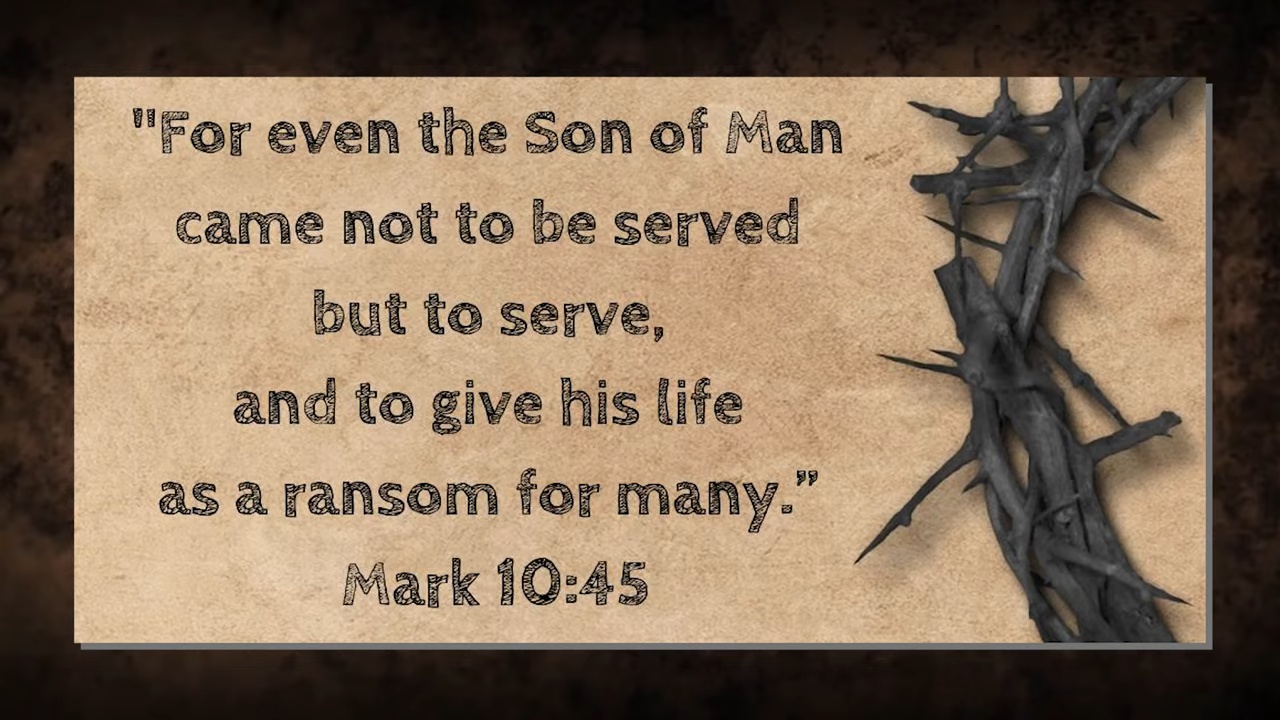 "For even the Son of Man
came not to be served
but to serve,
and to give his life
as a ransom for many.”
Mark 10:45